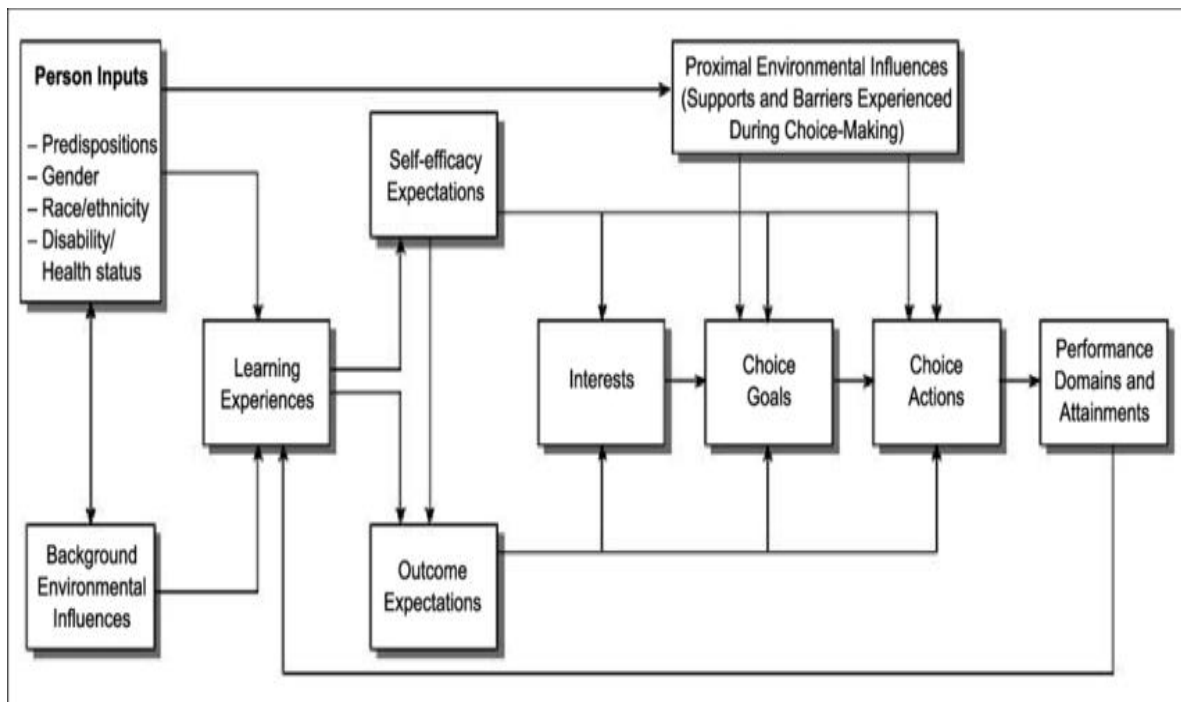 Person Inputs
– Predispositions
– Gender
– Race/ethnicity
– Disability/
Health status
Proximal Environmental Influences
(Supports and Barriers Experienced
During Choice-Making)
Self-efficacy
Expectations
Learning
Experiences
Interests
Choice
Goals
Choice
Actions
Performance
Domains and
Attainments
Background
Environmental
Influences
Outcome
Expectations